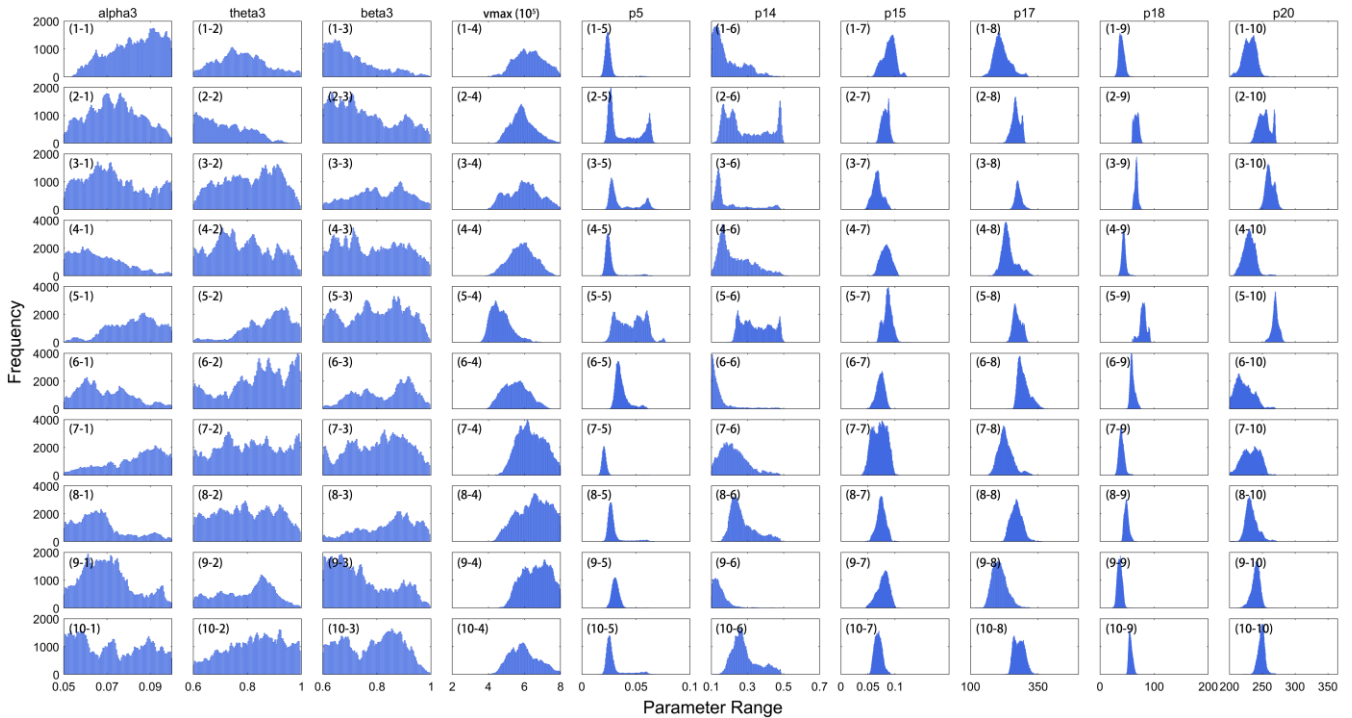 alpha3 theta3 beta3 vmax (10⁵) p5 p14 p15 p17 p18 p20
2000 (1-1) (1-2) (1-3) (1-4) (1-5) (1-6) (1-7) (1-8) (1-9) (1-10)
1000
0
2000 (2-1) (2-2) (2-3) (2-4) (2-5) (2-6) (2-7) (2-8) (2-9) (2-10)
1000
0
2000 (3-1) (3-2) (3-3) (3-4) (3-5) (3-6) (3-7) (3-8) (3-9) (3-10)
1000
0
4000 (4-1) (4-2) (4-3) (4-4) (4-5) (4-6) (4-7) (4-8) (4-9) (4-10)
2000
0
4000 (5-1) (5-2) (5-3) (5-4) (5-5) (5-6) (5-7) (5-8) (5-9) (5-10)
2000
0
Frequency
4000 (6-1) (6-2) (6-3) (6-4) (6-5) (6-6) (6-7) (6-8) (6-9) (6-10)
2000
0
4000 (7-1) (7-2) (7-3) (7-4) (7-5) (7-6) (7-7) (7-8) (7-9) (7-10)
2000
0
4000 (8-1) (8-2) (8-3) (8-4) (8-5) (8-6) (8-7) (8-8) (8-9) (8-10)
2000
0
2000 (9-1) (9-2) (9-3) (9-4) (9-5) (9-6) (9-7) (9-8) (9-9) (9-10)
1000
0
2000 (10-1) (10-2) (10-3) (10-4) (10-5) (10-6) (10-7) (10-8) (10-9) (10-10)
1000
0
0.05 0.07 0.09 0.6 0.8 1 0.6 0.8 1 2 4 6 8 0 0.1 0.1 0.3 0.5 0.7 0 0.05 0.1 100 350 0 100 200 200 250 300 350
Parameter Range